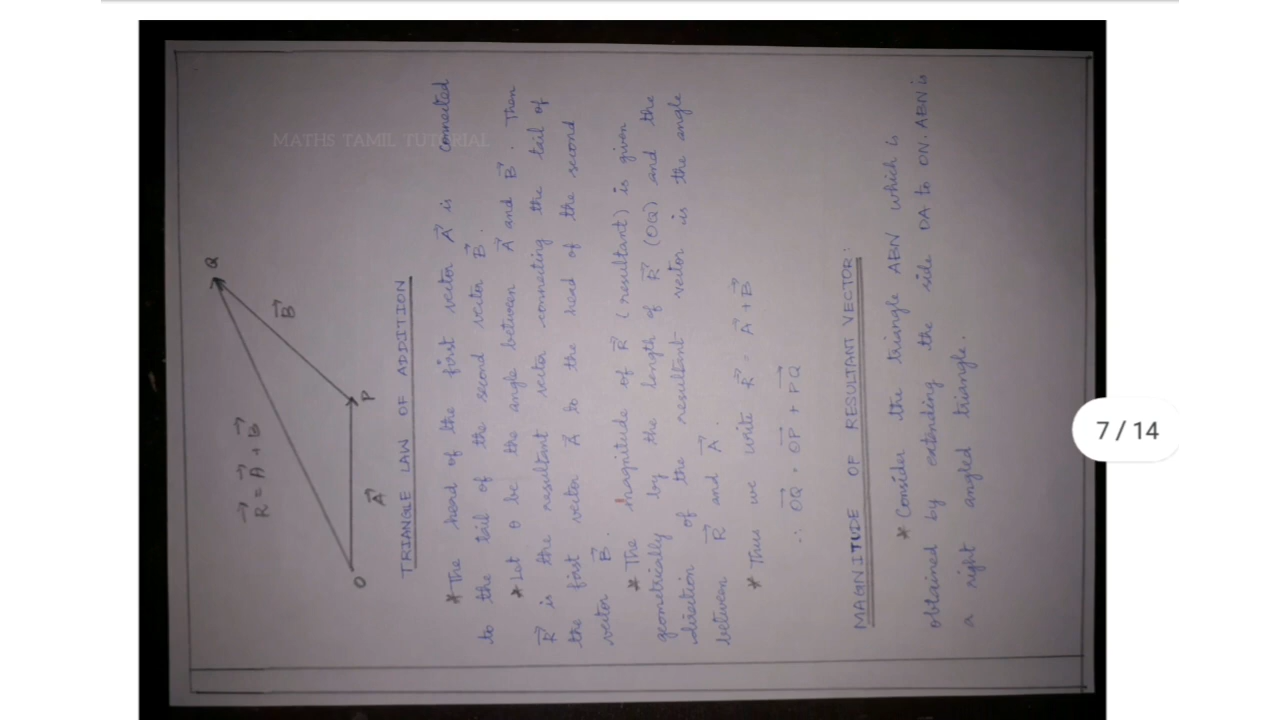 MATHS TAMIL TUTORIAL
R⃗ = A⃗ + B⃗
Q
B⃗
O
A⃗
P
TRIANGLE LAW OF ADDITION
* The head of the first vector A⃗ is connected
to the tail of the second vector B⃗.
* Let θ be the angle between A⃗ and B⃗. Then
R⃗ is the resultant vector connecting the tail of
the first vector A⃗ to the head of the second
vector B⃗.
* The magnitude of R⃗ (resultant) is given
geometrically by the length of R⃗ (OQ) and the
direction of the resultant vector is the angle
between R⃗ and A⃗.
* Thus we write R⃗ = A⃗ + B⃗
∴ OQ⃗ = OP⃗ + PQ⃗
MAGNITUDE OF RESULTANT VECTOR:
* Consider the triangle ABN which is
obtained by extending the side OA to ON. ABN is
a right angled triangle.
7 / 14